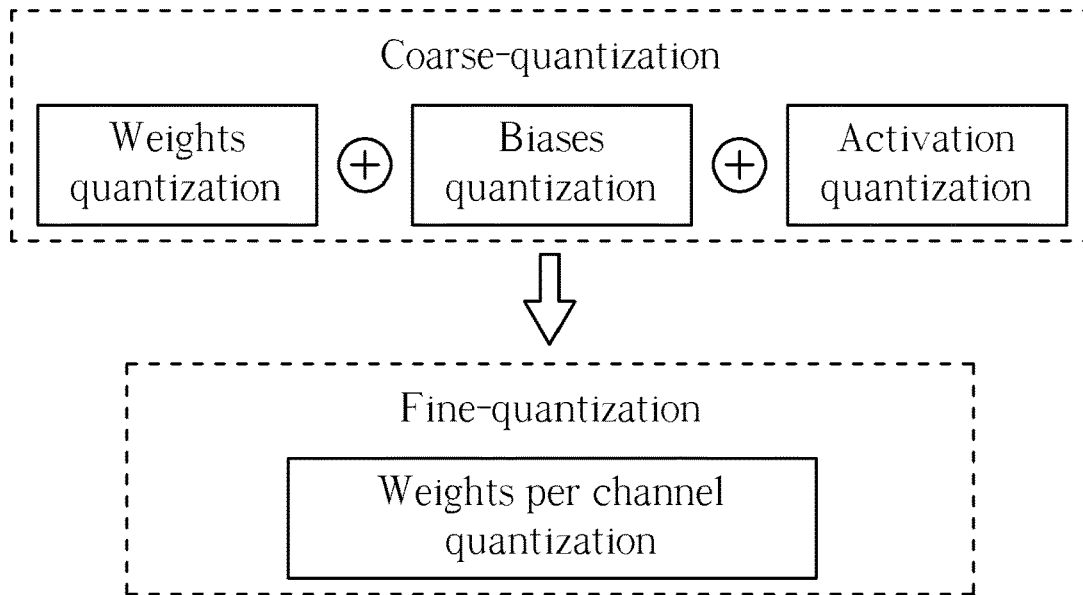 Coarse-quantization
Weights
quantization
Biases
quantization
Activation
quantization
Fine-quantization
Weights per channel
quantization